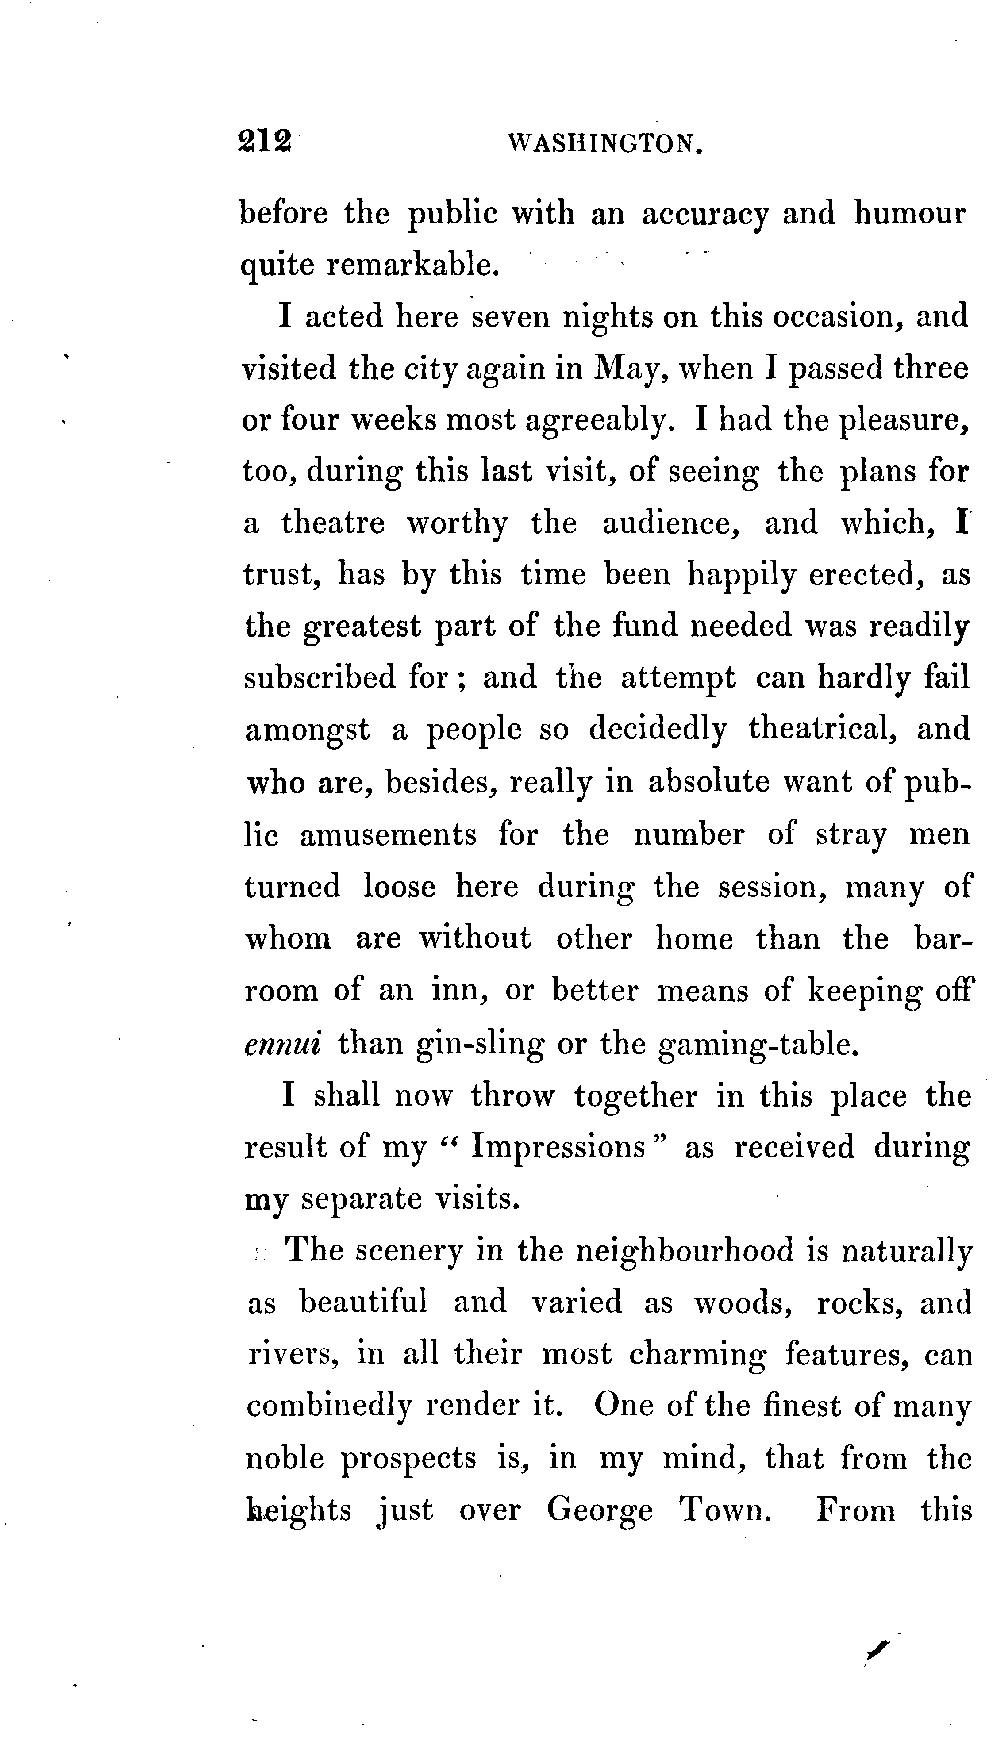 212 WASHINGTON.
before the public with an accuracy and humour
quite remarkable.
I acted here seven nights on this occasion, and
visited the city again in May, when I passed three
or four weeks most agreeably. I had the pleasure,
too, during this last visit, of seeing the plans for
a theatre worthy the audience, and which, I
trust, has by this time been happily erected, as
the greatest part of the fund needed was readily
subscribed for ; and the attempt can hardly fail
amongst a people so decidedly theatrical, and
who are, besides, really in absolute want of pub-
lic amusements for the number of stray men
turned loose here during the session, many of
whom are without other home than the bar-
room of an inn, or better means of keeping off
ennui than gin-sling or the gaming-table.
I shall now throw together in this place the
result of my “ Impressions ” as received during
my separate visits.
The scenery in the neighbourhood is naturally
as beautiful and varied as woods, rocks, and
rivers, in all their most charming features, can
combinedly render it. One of the finest of many
noble prospects is, in my mind, that from the
heights just over George Town. From this